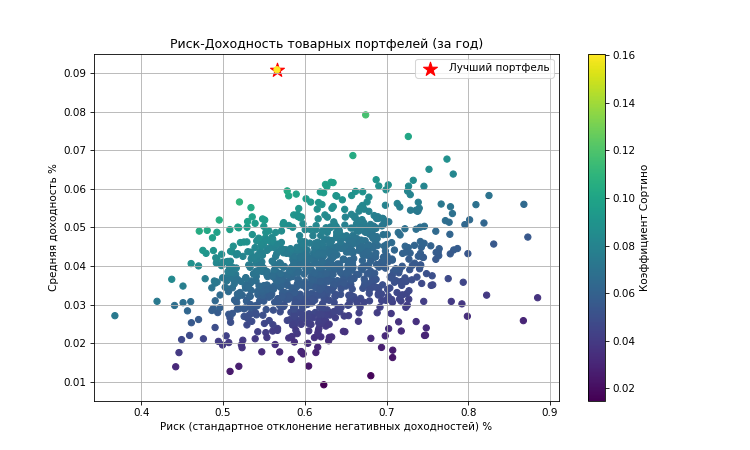 Риск-Доходность товарных портфелей (за год)
Лучший портфель
Средняя доходность %
0.09
0.08
0.07
0.06
0.05
0.04
0.03
0.02
0.01
0.4 0.5 0.6 0.7 0.8 0.9
Риск (стандартное отклонение негативных доходностей) %
0.16
0.14
0.12
0.10
0.08
0.06
0.04
0.02
Коэффициент Сортино